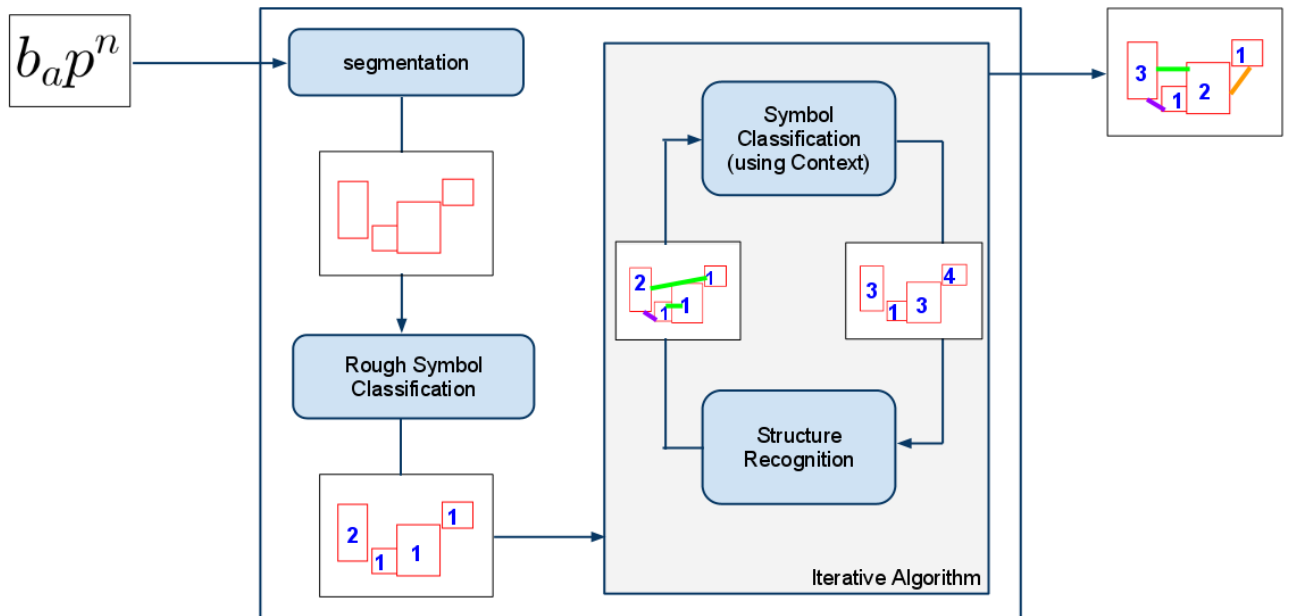 b_a p^n
segmentation
Rough Symbol
Classification
2
1
1
1
Symbol
Classification
(using Context)
2
1
1
1
3
1
3
4
Structure
Recognition
Iterative Algorithm
3
1
2
1